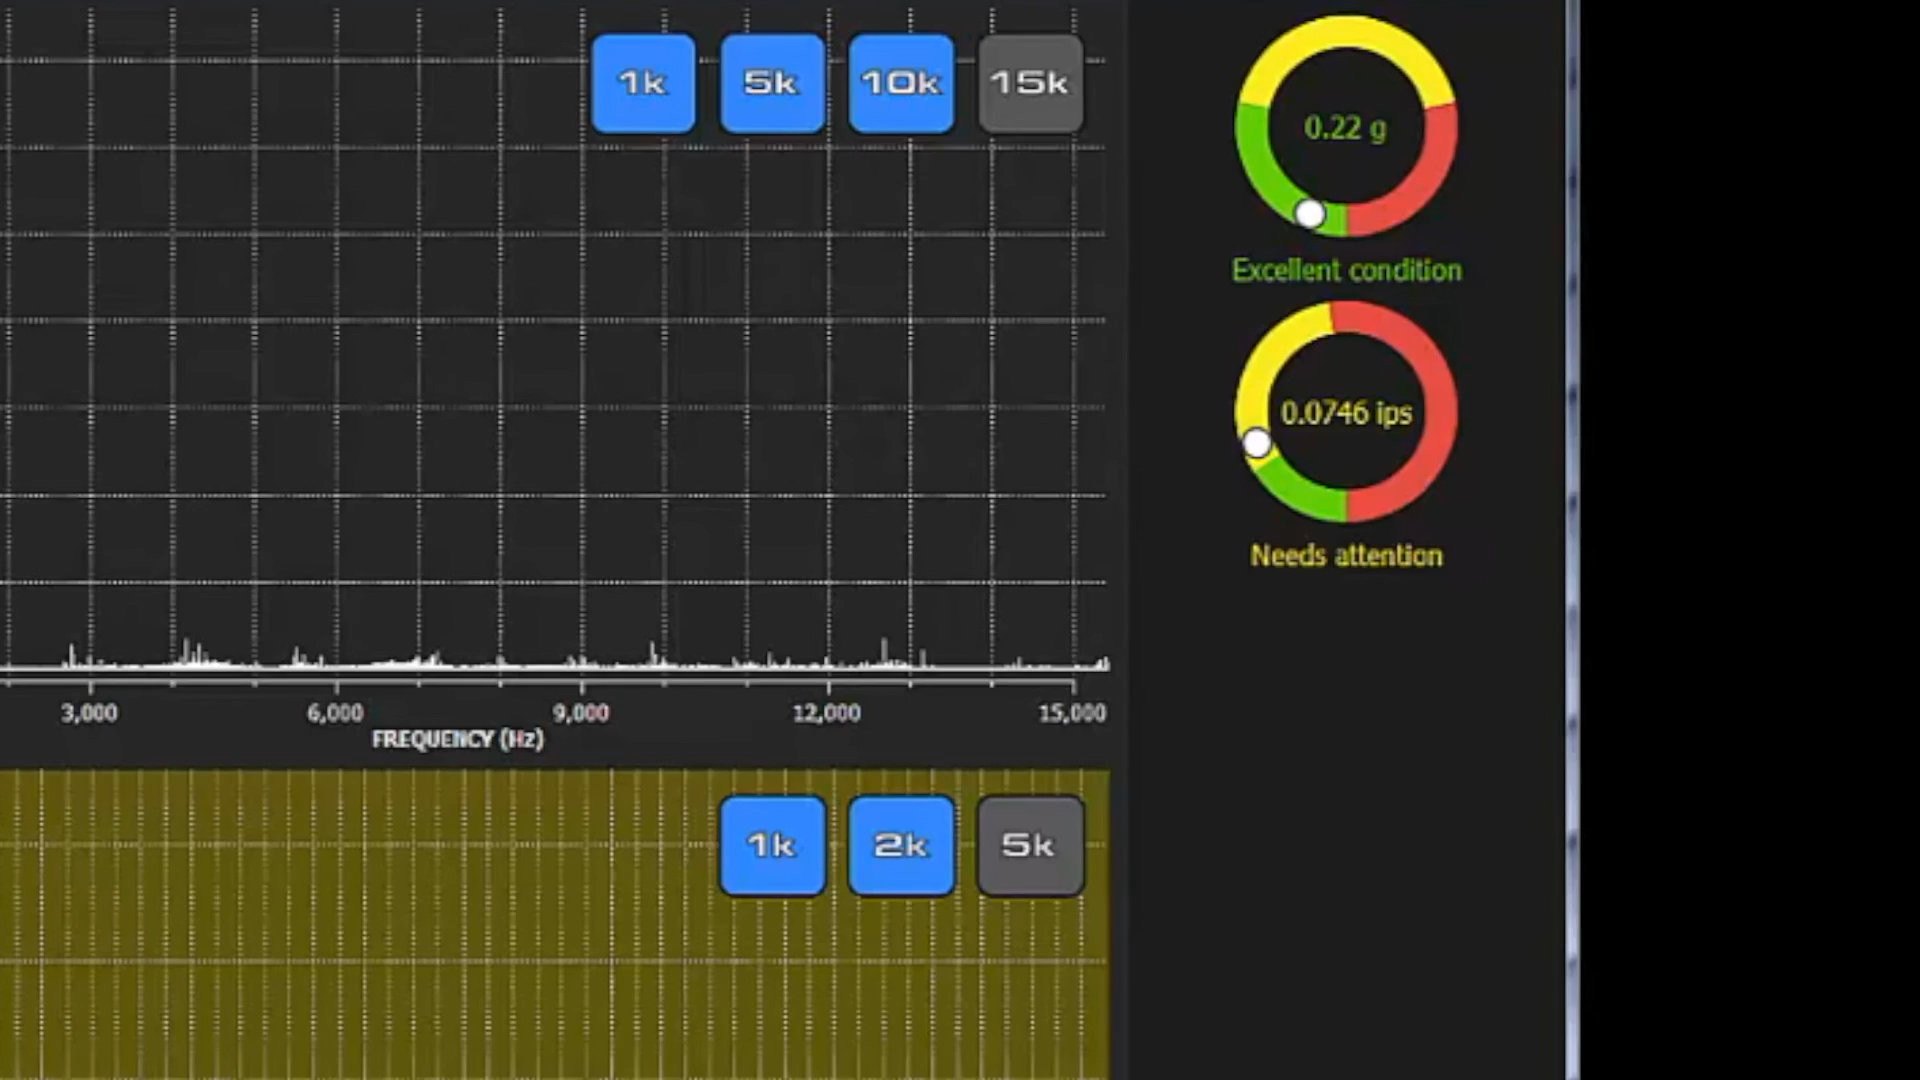 1k 5k 10k 15k
0.22 g
Excellent condition
0.0746 ips
Needs attention
3,000 6,000 9,000 12,000 15,000
FREQUENCY (Hz)
1k 2k 5k